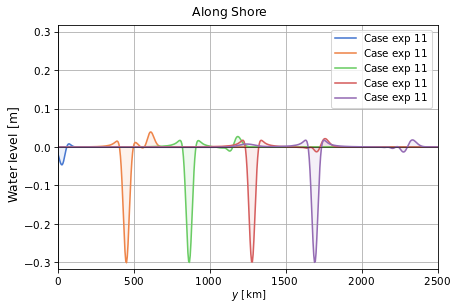 Along Shore
Water level [m]
0.3
0.2
0.1
0.0
−0.1
−0.2
−0.3
Case exp 11
Case exp 11
Case exp 11
Case exp 11
Case exp 11
0 500 1000 1500 2000 2500
y [km]